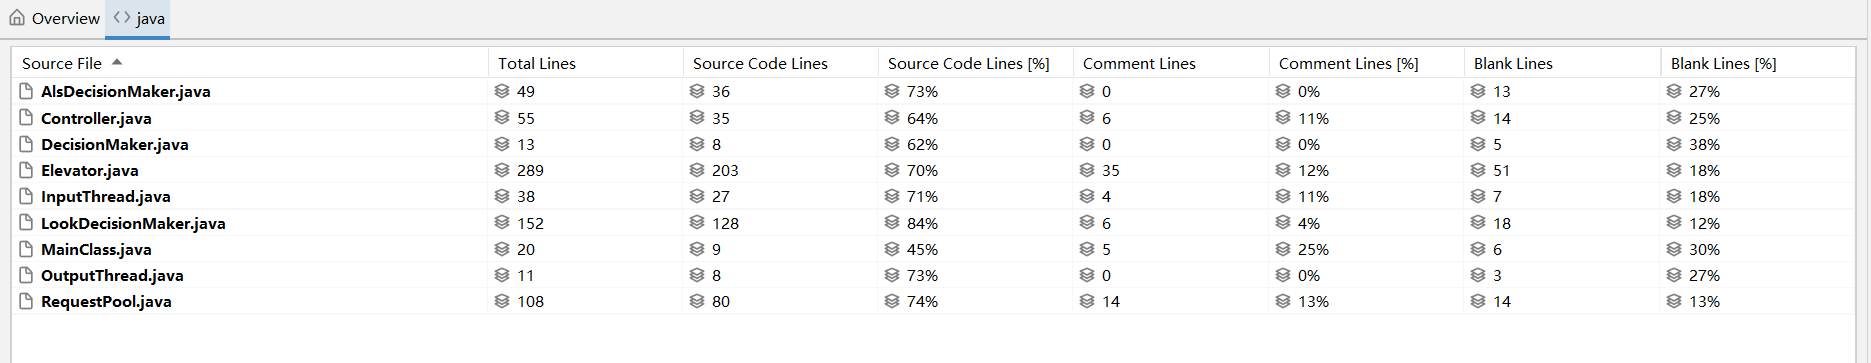 Overview java
Source File Total Lines Source Code Lines Source Code Lines [%] Comment Lines Comment Lines [%] Blank Lines Blank Lines [%]
AlsDecisionMaker.java 49 36 73% 0 0% 13 27%
Controller.java 55 35 64% 6 11% 14 25%
DecisionMaker.java 13 8 62% 0 0% 5 38%
Elevator.java 289 203 70% 35 12% 51 18%
InputThread.java 38 27 71% 4 11% 7 18%
LookDecisionMaker.java 152 128 84% 6 4% 18 12%
MainClass.java 20 9 45% 5 25% 6 30%
OutputThread.java 11 8 73% 0 0% 3 27%
RequestPool.java 108 80 74% 14 13% 14 13%